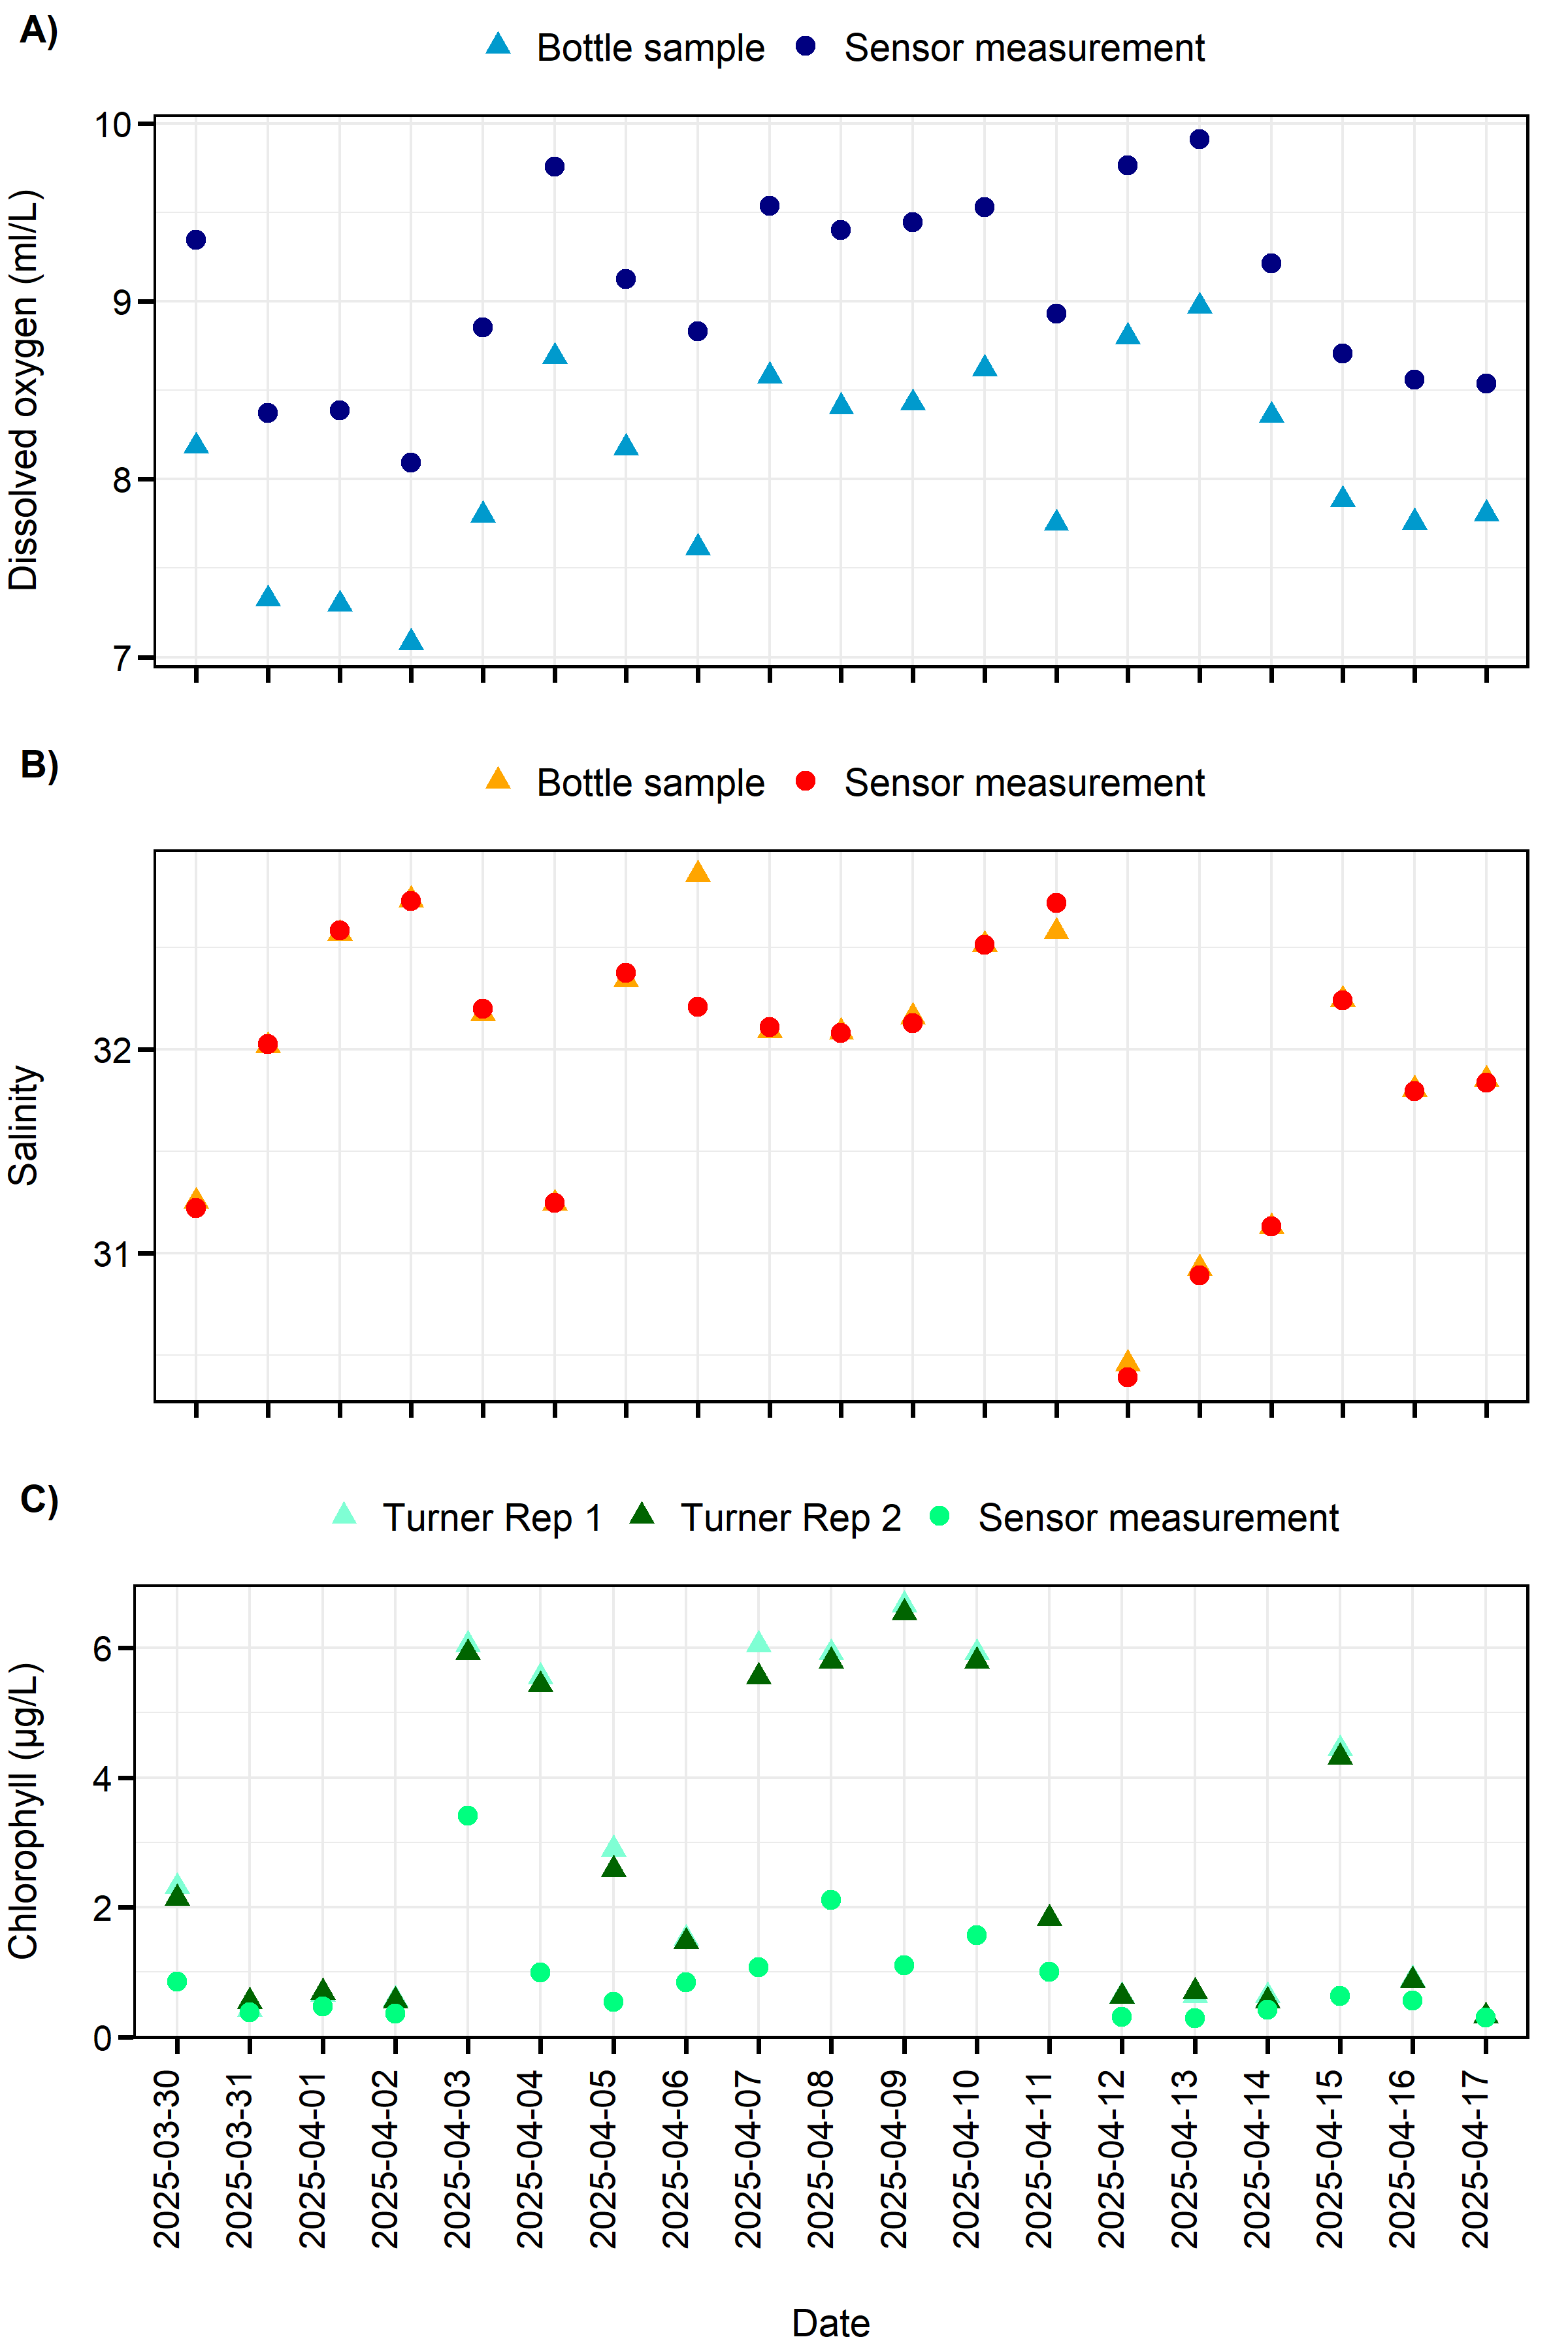 A)
Bottle sample Sensor measurement
Dissolved oxygen (ml/L)
10
9
8
7
B)
Bottle sample Sensor measurement
Salinity
32
31
C)
Turner Rep 1 Turner Rep 2 Sensor measurement
Chlorophyll (µg/L)
6
4
2
0
2025-03-30
2025-03-31
2025-04-01
2025-04-02
2025-04-03
2025-04-04
2025-04-05
2025-04-06
2025-04-07
2025-04-08
2025-04-09
2025-04-10
2025-04-11
2025-04-12
2025-04-13
2025-04-14
2025-04-15
2025-04-16
2025-04-17
Date